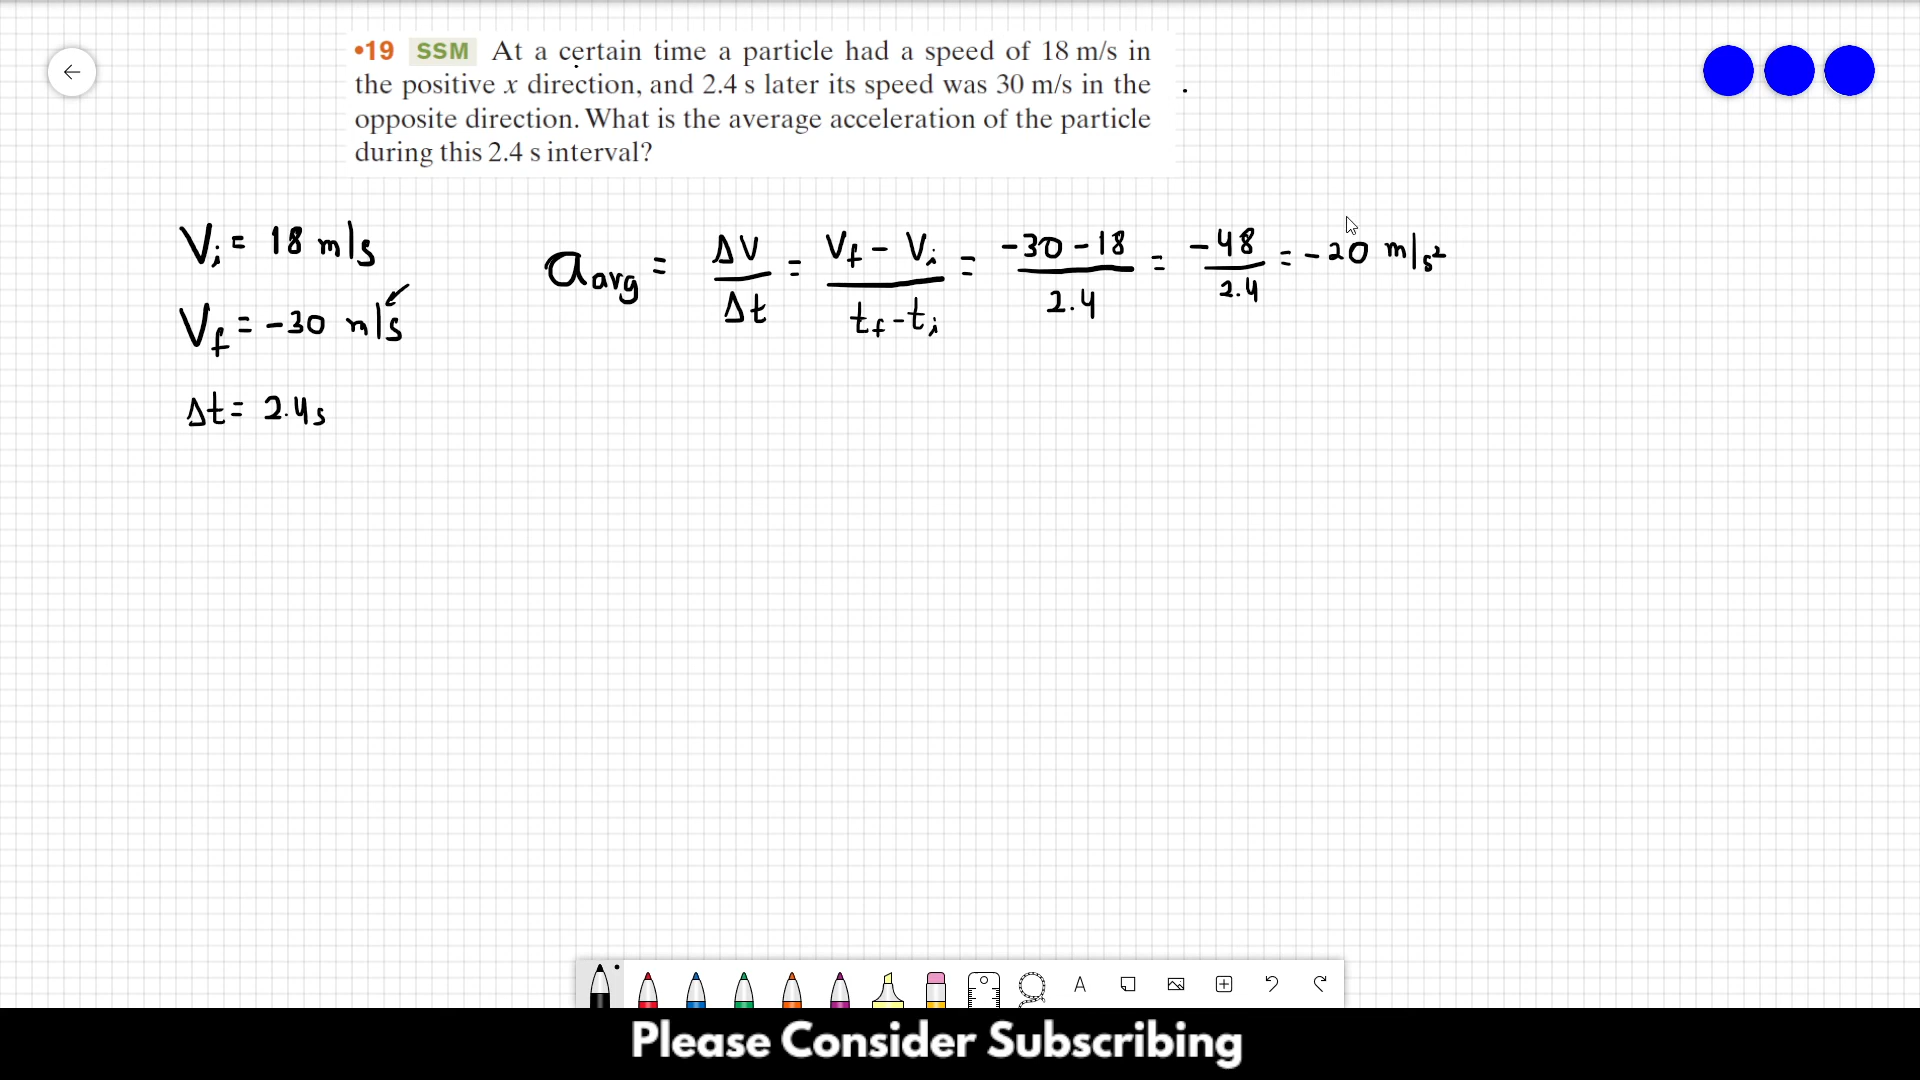 •19 SSM At a certain time a particle had a speed of 18 m/s in
the positive x direction, and 2.4 s later its speed was 30 m/s in the
opposite direction. What is the average acceleration of the particle
during this 2.4 s interval?
Vi = 18 m/s
aavg = ΔV/Δt = (Vf - Vi)/(tf - ti) = (-30 - 18)/2.4 = -48/2.4 = -20 m/s²
Vf = -30 m/s
Δt = 2.4s
A
Please Consider Subscribing